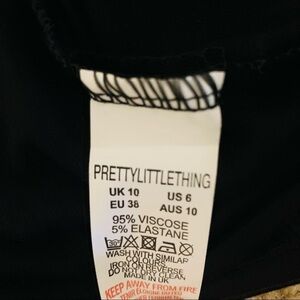 PRETTYLITTLETHING
UK 10 US 6
EU 38 AUS 10
95% VISCOSE
5% ELASTANE
WASH WITH SIMILAR
COLOURS
IRON ON REVERSE
DO NOT DRY CLEAN
MADE IN UK
KEEP AWAY FROM FIRE